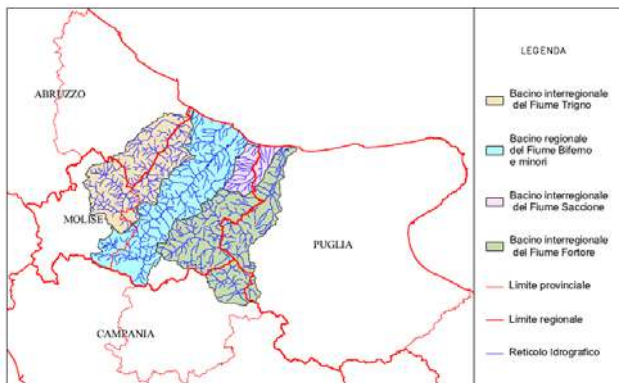 ABRUZZO
MOLISE
PUGLIA
CAMPANIA
LEGENDA
Bacino interregionale
del Fiume Trigno
Bacino regionale
del Fiume Biferno
e minori
Bacino interregionale
del Fiume Saccione
Bacino interregionale
del Fiume Fortore
Limite provinciale
Limite regionale
Reticolo Idrografico